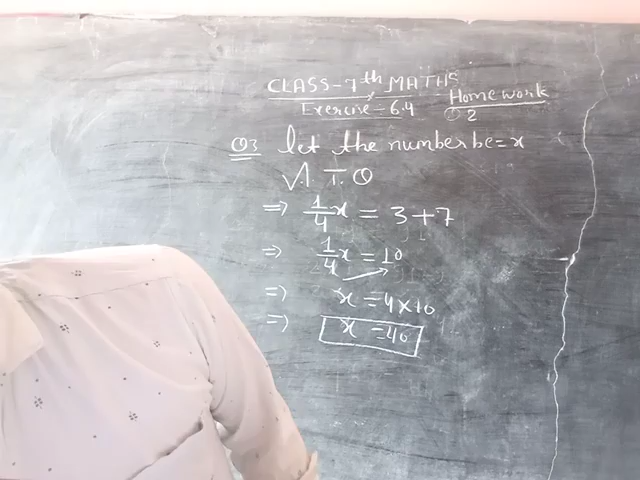 CLASS-7th MATHS
Exercise-6.4
Home work
① 2
Q3 let the number be = x
A T.Q
⇒ 1/4 x = 3+7
⇒ 1/4 x = 10
⇒ x = 4×10
⇒ x = 40